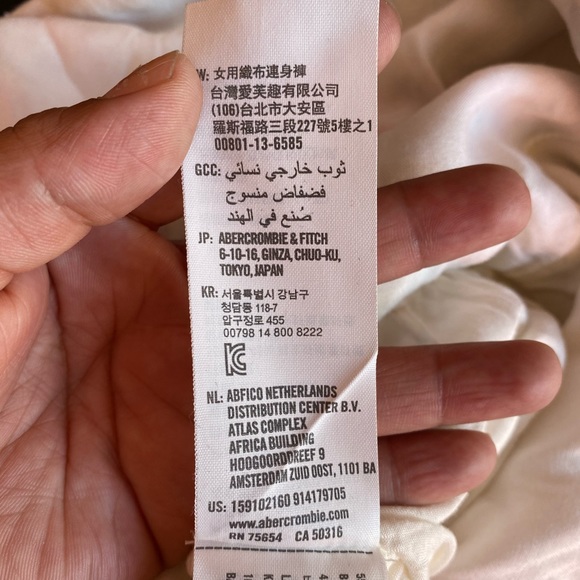 W: 女用織布連身褲
台灣愛芙趣有限公司
(106)台北市大安區
羅斯福路三段227號5樓之1
00801-13-6585
GCC: ثوب خارجي نسائي
فضفاض منسوج
صُنع في الهند
JP: ABERCROMBIE & FITCH
6-10-16, GINZA, CHUO-KU,
TOKYO, JAPAN
KR: 서울특별시 강남구
청담동 118-7
압구정로 455
00798 14 800 8222
NL: ABFICO NETHERLANDS
DISTRIBUTION CENTER B.V.
ATLAS COMPLEX
AFRICA BUILDING
HOOGOORDDREEF 9
AMSTERDAM ZUID OOST, 1101 BA
US: 159102160 914179705
www.abercrombie.com
RN 75654 CA 50316